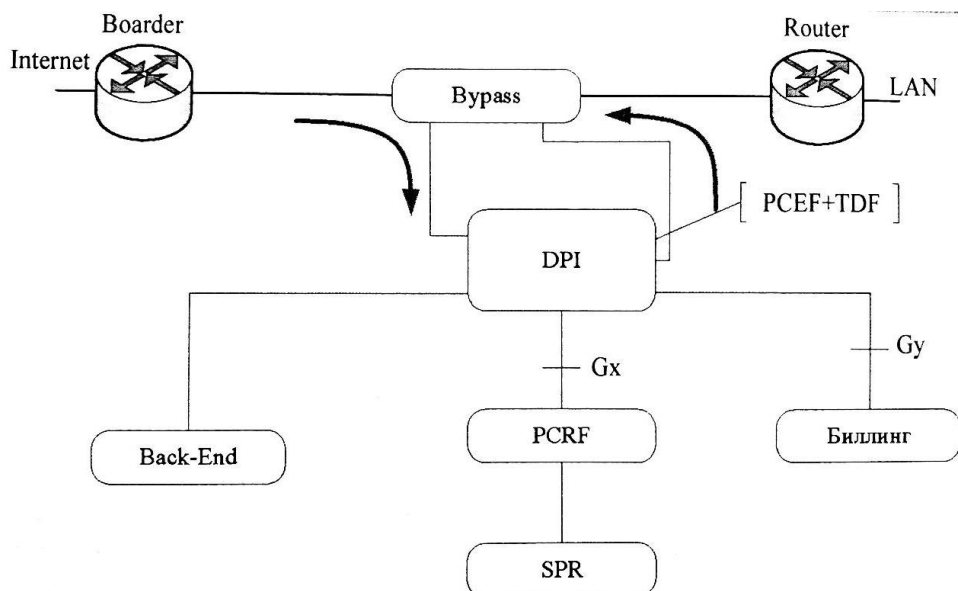 Boarder
Router
Internet
LAN
Bypass
[ PCEF+TDF ]
DPI
Gx
Gy
Back-End
PCRF
Биллинг
SPR